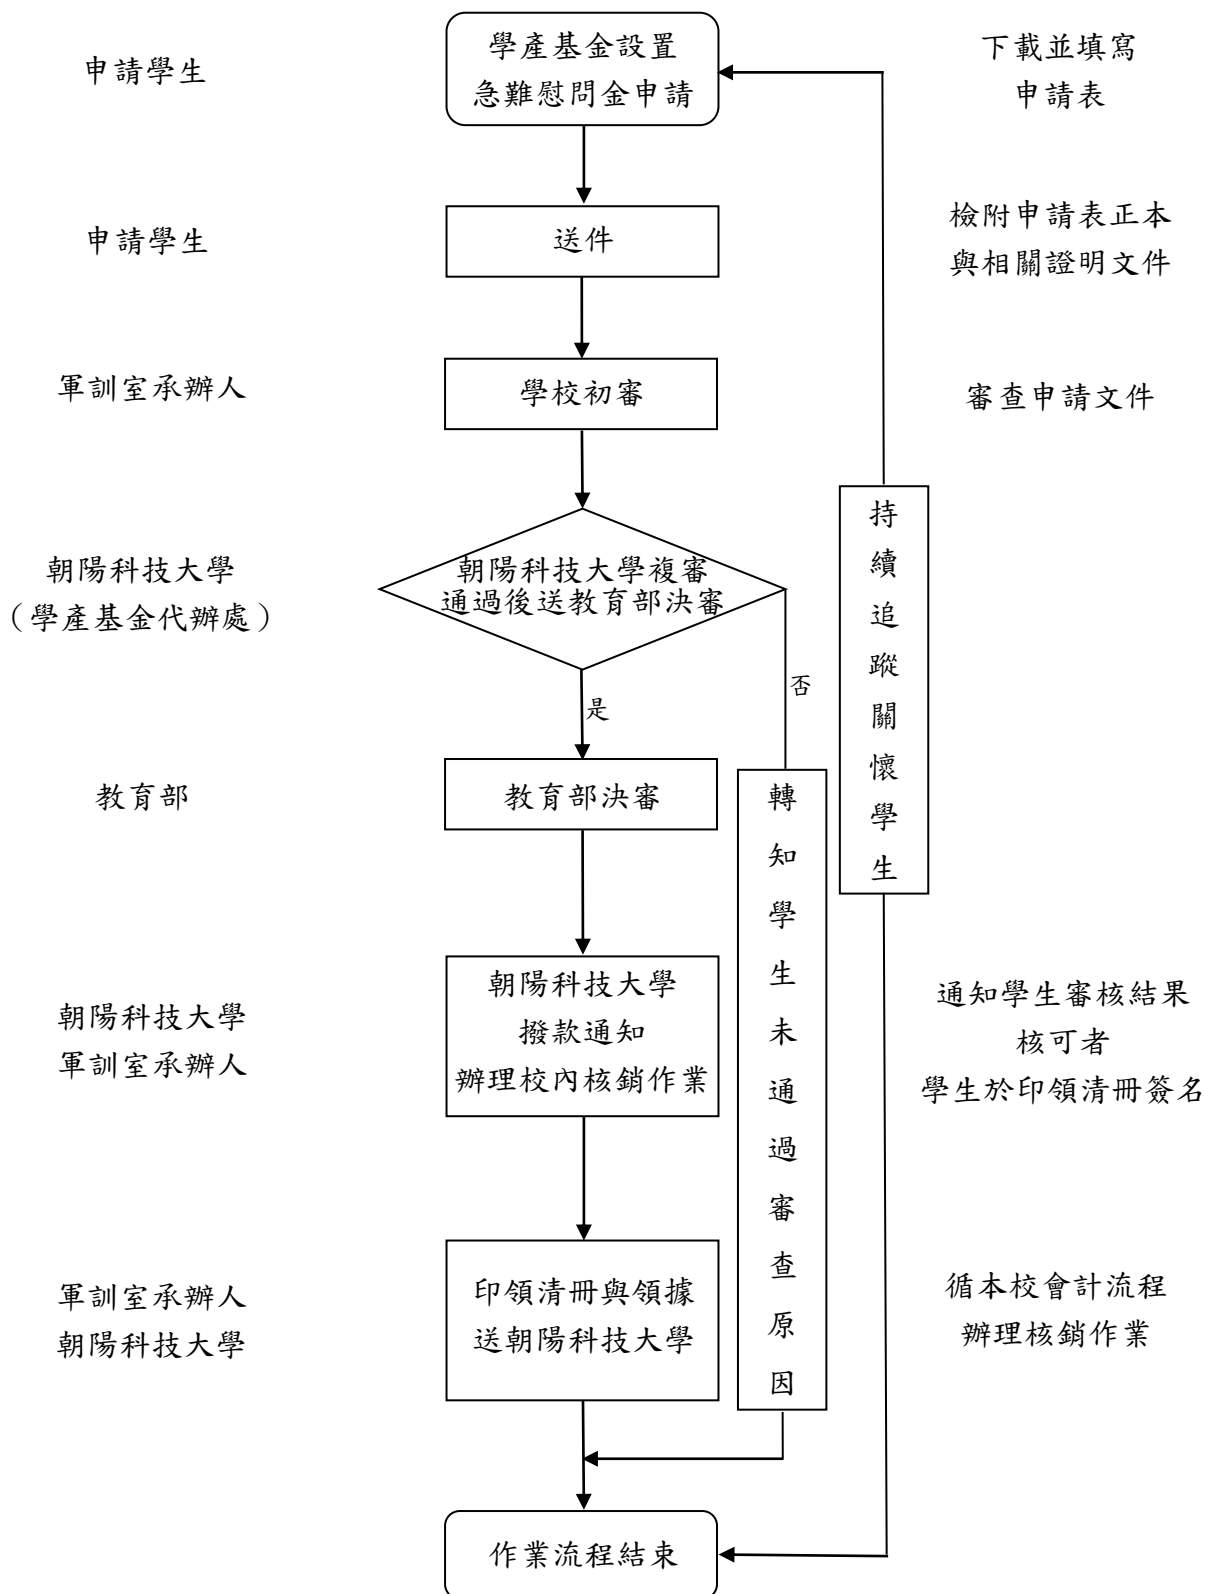 申請學生
學產基金設置
急難慰問金申請
下載並填寫
申請表
申請學生
送件
檢附申請表正本
與相關證明文件
軍訓室承辦人
學校初審
審查申請文件
朝陽科技大學
（學產基金代辦處）
朝陽科技大學複審
通過後送教育部決審
持續追蹤關懷學生
否
是
教育部
教育部決審
轉知學生未通過審查原因
朝陽科技大學
軍訓室承辦人
朝陽科技大學
撥款通知
辦理校內核銷作業
通知學生審核結果
核可者
學生於印領清冊簽名
軍訓室承辦人
朝陽科技大學
印領清冊與領據
送朝陽科技大學
循本校會計流程
辦理核銷作業
作業流程結束